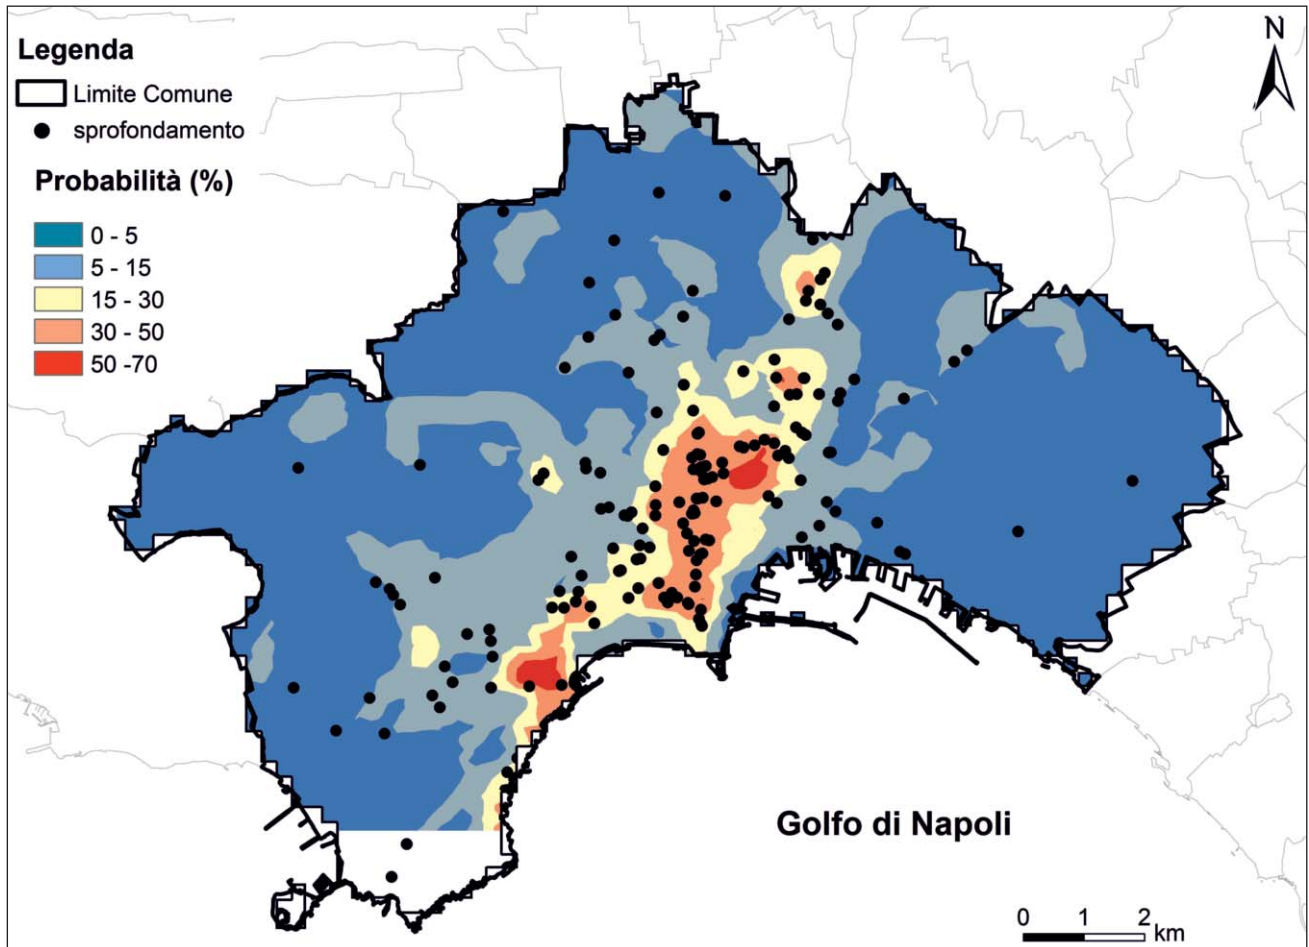 Legenda
Limite Comune
sprofondamento
Probabilità (%)
0 - 5
5 - 15
15 - 30
30 - 50
50 -70
N
Golfo di Napoli
0 1 2
km